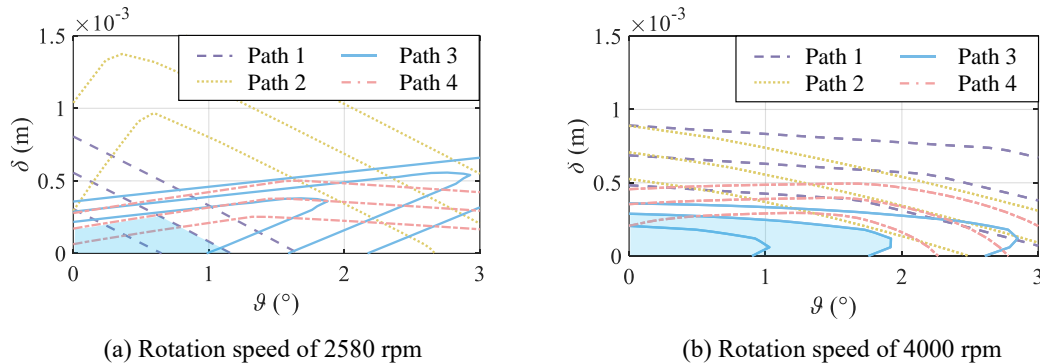 ×10⁻³
1.5
1
0.5
0
δ (m)
Path 1
Path 2
Path 3
Path 4
0 1 2 3
ϑ (°)
(a) Rotation speed of 2580 rpm
×10⁻³
1.5
1
0.5
0
δ (m)
Path 1
Path 2
Path 3
Path 4
0 1 2 3
ϑ (°)
(b) Rotation speed of 4000 rpm